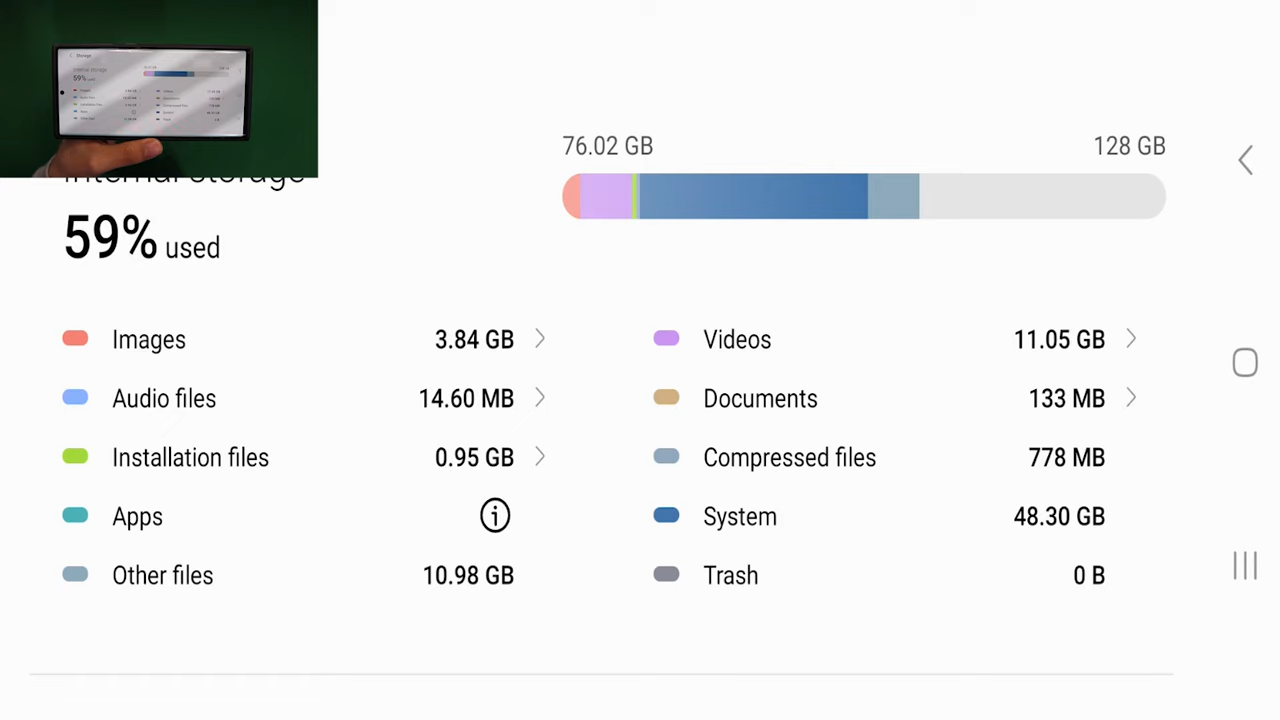 76.02 GB 128 GB
Internal storage
59% used
Images 3.84 GB
Videos 11.05 GB
Audio files 14.60 MB
Documents 133 MB
Installation files 0.95 GB
Compressed files 778 MB
Apps
System 48.30 GB
Other files 10.98 GB
Trash 0 B